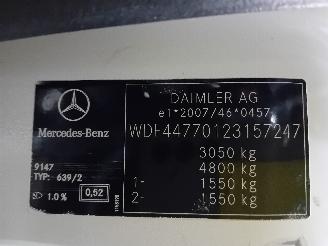 DAIMLER AG
e1*2007/46*0457
WDF44770123157247
Mercedes-Benz
3050 kg
4800 kg
1- 1550 kg
2- 1550 kg
9147
TYP: 639/2
1.0 % 0,52